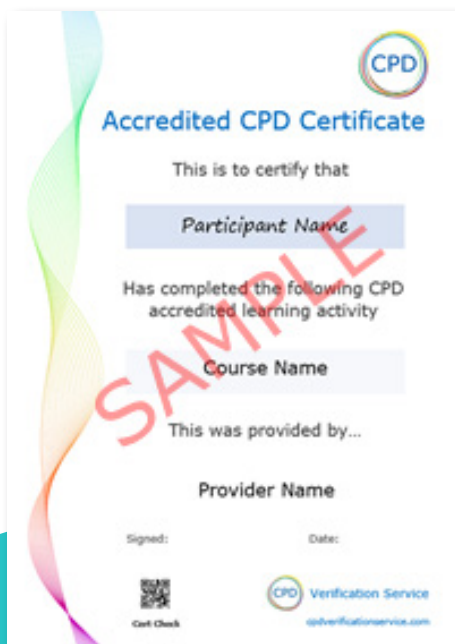 CPD
Accredited CPD Certificate
This is to certify that
Participant Name
Has completed the following CPD
accredited learning activity
SAMPLE
Course Name
This was provided by...
Provider Name
Signed:
Date:
Cert Check
CPD
Verification Service
cpdverificationservice.com